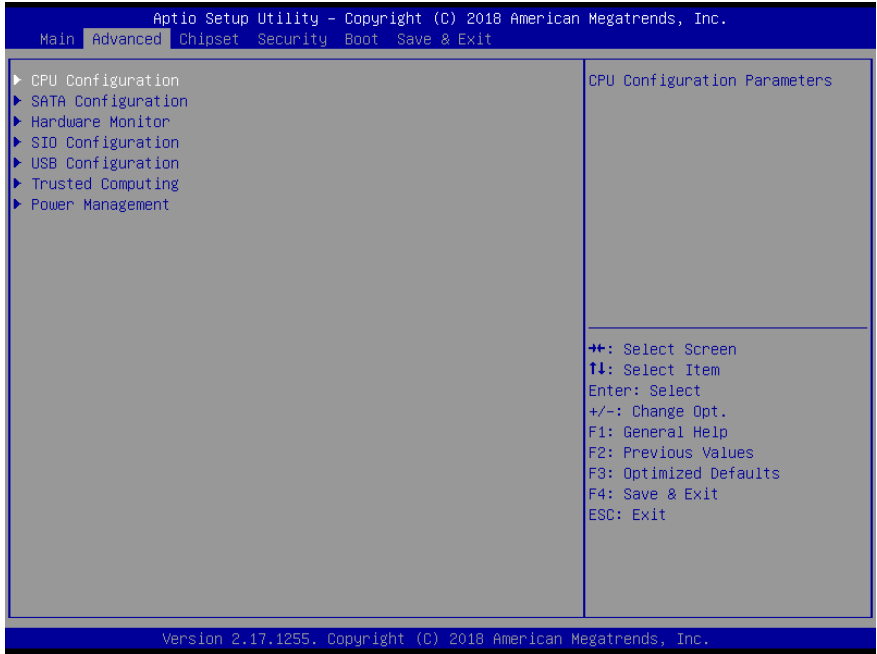 Aptio Setup Utility – Copyright (C) 2018 American Megatrends, Inc.
Main Advanced Chipset Security Boot Save & Exit
CPU Configuration
SATA Configuration
Hardware Monitor
SIO Configuration
USB Configuration
Trusted Computing
Power Management
CPU Configuration Parameters
→←: Select Screen
↑↓: Select Item
Enter: Select
+/-: Change Opt.
F1: General Help
F2: Previous Values
F3: Optimized Defaults
F4: Save & Exit
ESC: Exit
Version 2.17.1255. Copyright (C) 2018 American Megatrends, Inc.